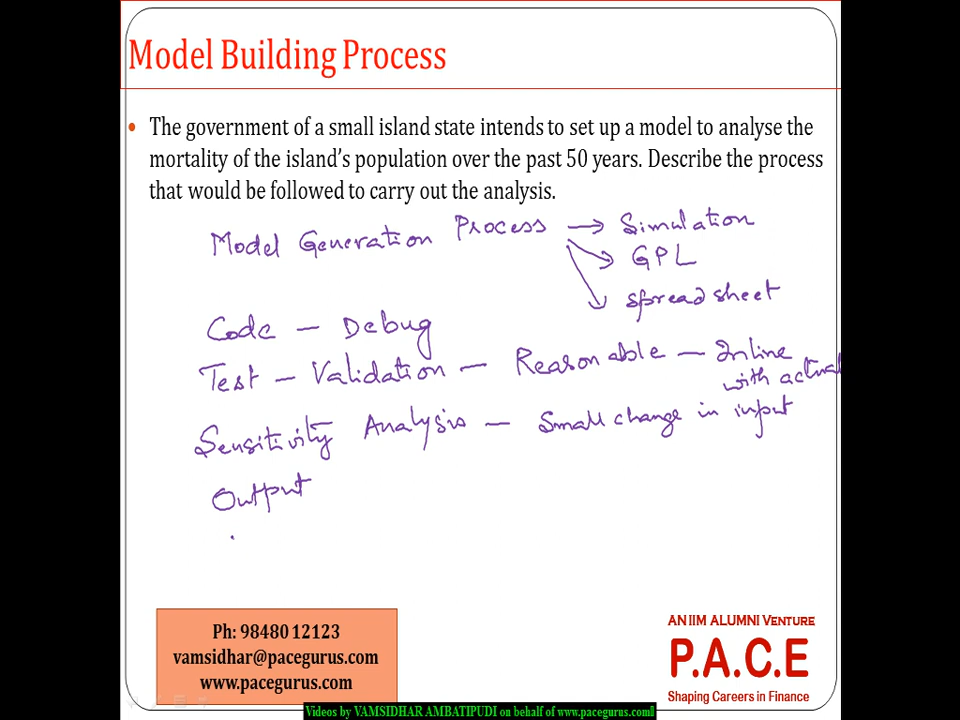 Model Building Process
• The government of a small island state intends to set up a model to analyse the
mortality of the island's population over the past 50 years. Describe the process
that would be followed to carry out the analysis.
Model Generation Process → Simulation
GPL
spreadsheet
Code – Debug
Test – Validation – Reasonable – Inline
with actual
Sensitivity Analysis – Small change in input
Output
Ph: 98480 12123
vamsidhar@pacegurus.com
www.pacegurus.com
AN IIM ALUMNI VENTURE
P.A.C.E
Shaping Careers in Finance
Videos by VAMSIDHAR AMBATIPUDI on behalf of www.pacegurus.com